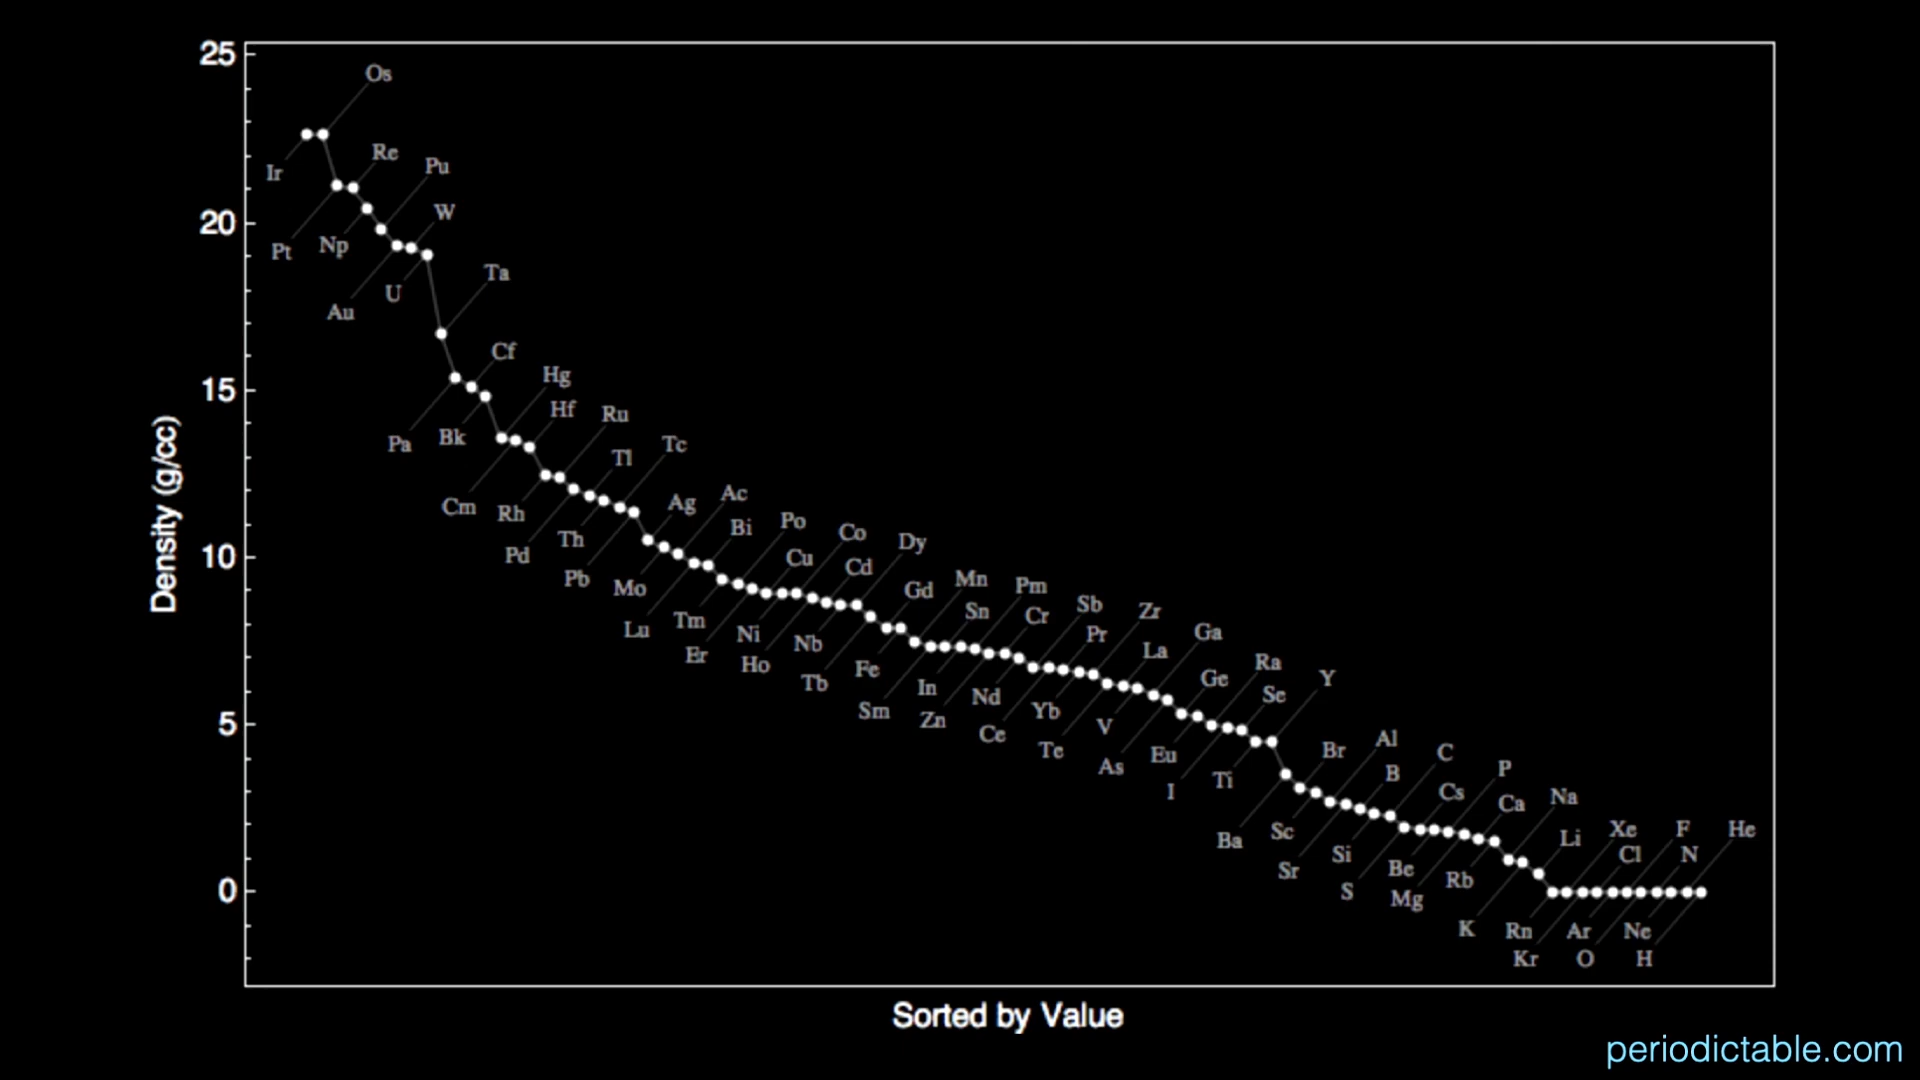 25
Os
Re
Pu
Ir
W
20
Np
Pt
Ta
U
Au
Cf
Hg
15
Hf
Ru
Bk
Pa
Tl
Tc
Ac
Ag
Cm
Rh
Po
Bi
Co
Th
Dy
Pd
10
Cu
Cd
Pb
Mn
Pm
Mo
Gd
Sb
Sn
Zr
Cr
Tm
Lu
Ni
Ga
Pr
Nb
La
Er
Ra
Ho
Fe
Ge
Y
Tb
In
Se
Nd
Sm
Yb
Zn
5
V
Ce
Al
Te
Br
C
Eu
As
P
B
Ti
I
Cs
Na
Ca
Xe
F
He
Sc
Li
Ba
Si
Cl
N
Be
Sr
Rb
0
S
Mg
K
Rn
Ar
Ne
Kr
O
H
Density (g/cc)
Sorted by Value
periodictable.com